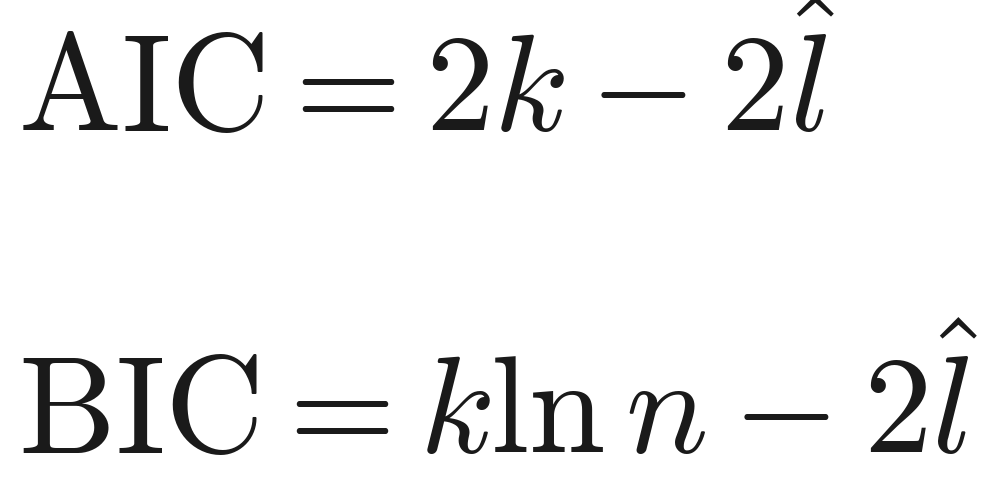 AIC = 2k − 2l̂
BIC = k ln n − 2l̂